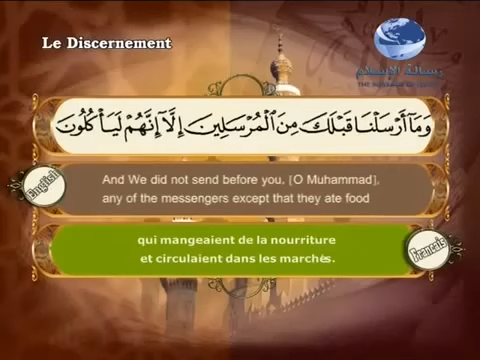 Le Discernement
رسالة الإسلام
وَمَآ أَرْسَلْنَا قَبْلَكَ مِنَ ٱلْمُرْسَلِينَ إِلَّآ إِنَّهُمْ لَيَأْكُلُونَ
English
And We did not send before you, [O Muhammad],
any of the messengers except that they ate food
qui mangeaient de la nourriture
et circulaient dans les marchés.
Français